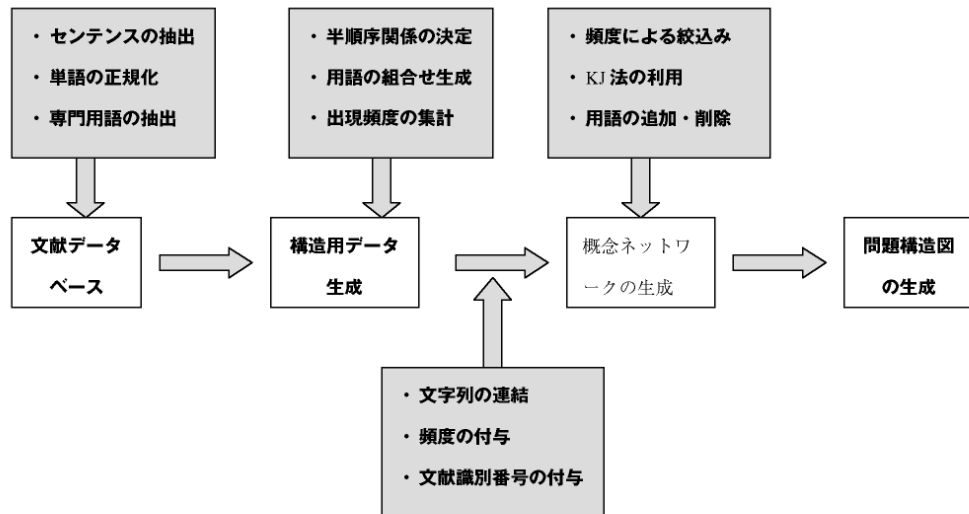 ・ センテンスの抽出
・ 単語の正規化
・ 専門用語の抽出
・ 半順序関係の決定
・ 用語の組合せ生成
・ 出現頻度の集計
・ 頻度による絞込み
・ KJ 法の利用
・ 用語の追加・削除
文献データ
ベース
構造用データ
生成
概念ネットワ
ークの生成
問題構造図
の生成
・ 文字列の連結
・ 頻度の付与
・ 文献識別番号の付与